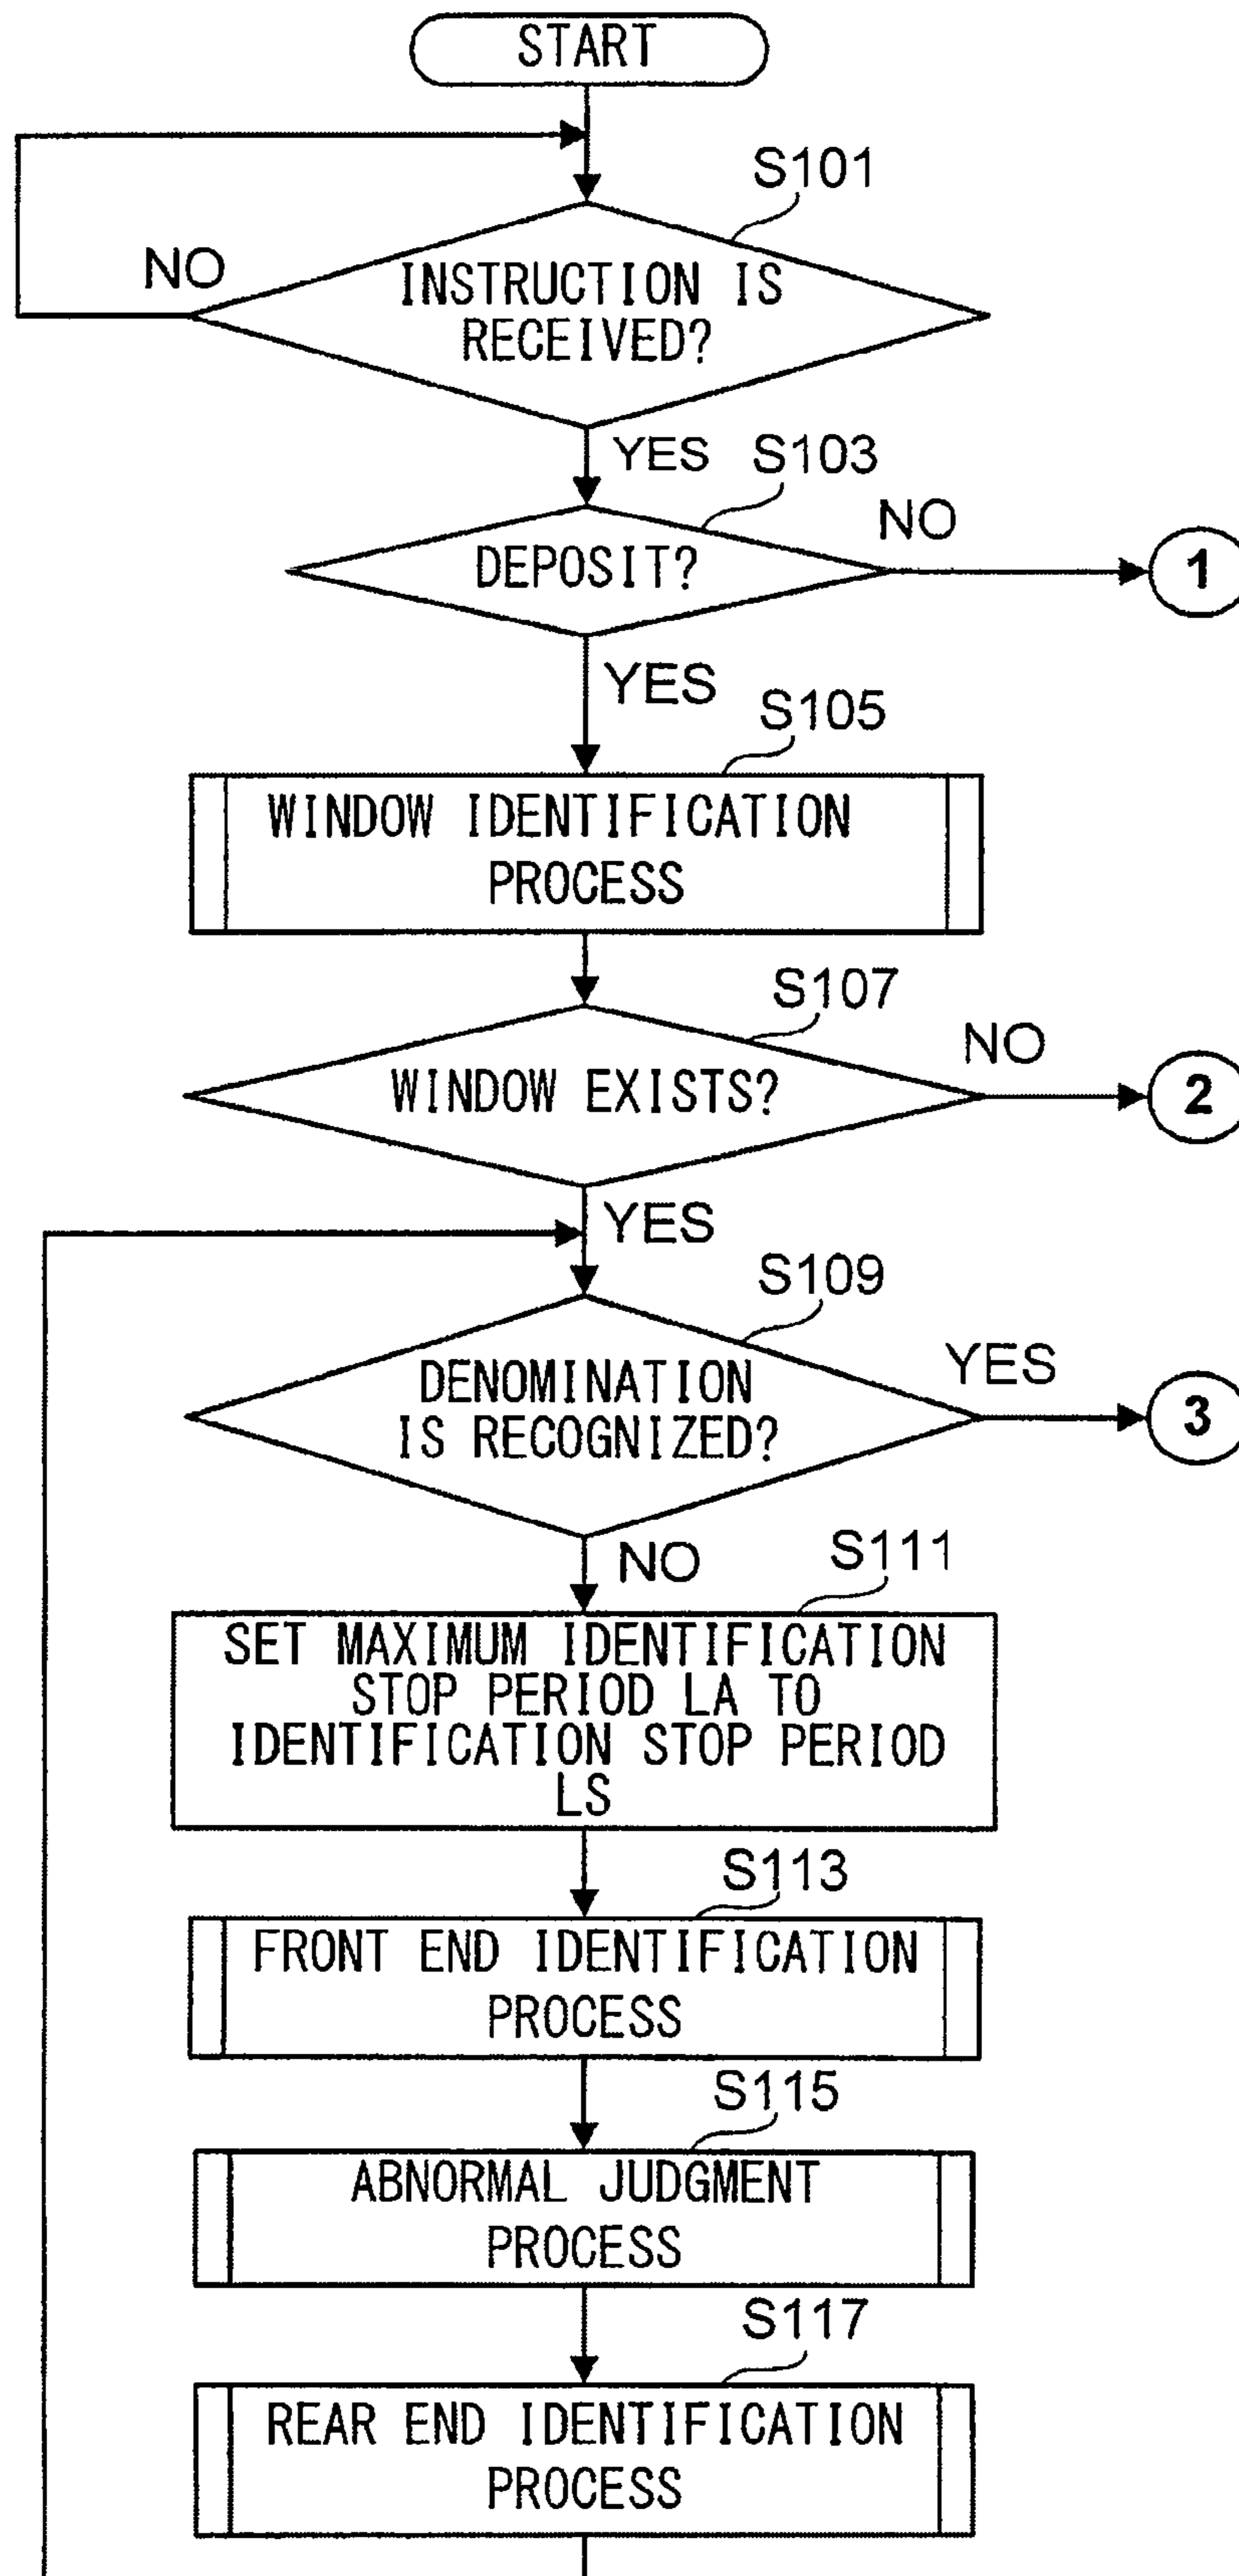 START
S101
NO
INSTRUCTION IS
RECEIVED?
YES
S103
NO
DEPOSIT?
1
YES
S105
WINDOW IDENTIFICATION
PROCESS
S107
NO
WINDOW EXISTS?
2
YES
S109
YES
DENOMINATION
IS RECOGNIZED?
3
NO
S111
SET MAXIMUM IDENTIFICATION
STOP PERIOD LA TO
IDENTIFICATION STOP PERIOD
LS
S113
FRONT END IDENTIFICATION
PROCESS
S115
ABNORMAL JUDGMENT
PROCESS
S117
REAR END IDENTIFICATION
PROCESS